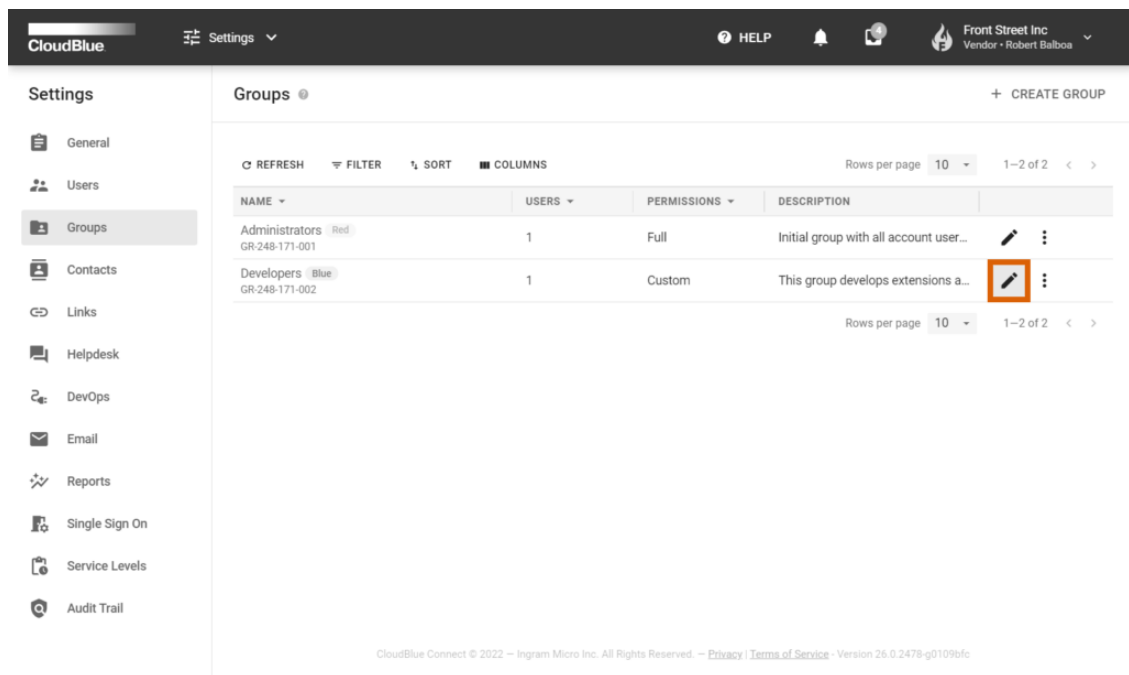 CloudBlue Settings HELP 4 Front Street Inc
Vendor • Robert Balboa
Settings
General
Users
Groups
Contacts
Links
Helpdesk
DevOps
Email
Reports
Single Sign On
Service Levels
Audit Trail
Groups + CREATE GROUP
REFRESH FILTER SORT COLUMNS Rows per page 10 1–2 of 2
NAME USERS PERMISSIONS DESCRIPTION
Administrators Red 1 Full Initial group with all account user...
GR-248-171-001
Developers Blue 1 Custom This group develops extensions a...
GR-248-171-002
Rows per page 10 1–2 of 2
CloudBlue Connect © 2022 – Ingram Micro Inc. All Rights Reserved. – Privacy | Terms of Service - Version 26.0.2478-g0109bfc